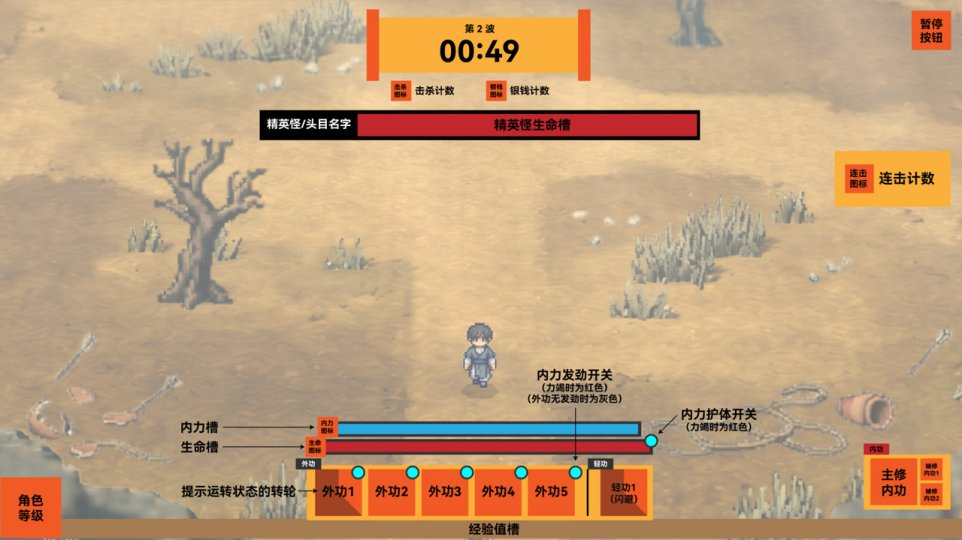 第 2 波
00:49
暂停
按钮
击杀
图标
击杀计数
银钱
图标
银钱计数
精英怪/头目名字
精英怪生命槽
连击
图标
连击计数
内力发劲开关
（力竭时为红色）
（外功无发劲时为灰色）
内力护体开关
（力竭时为红色）
内力槽
内力
图标
生命槽
生命
图标
外功
轻功
内功
提示运转状态的转轮
外功1
外功2
外功3
外功4
外功5
轻功1
（闪避）
主修
内功
辅修
内功1
辅修
内功2
角色
等级
经验值槽